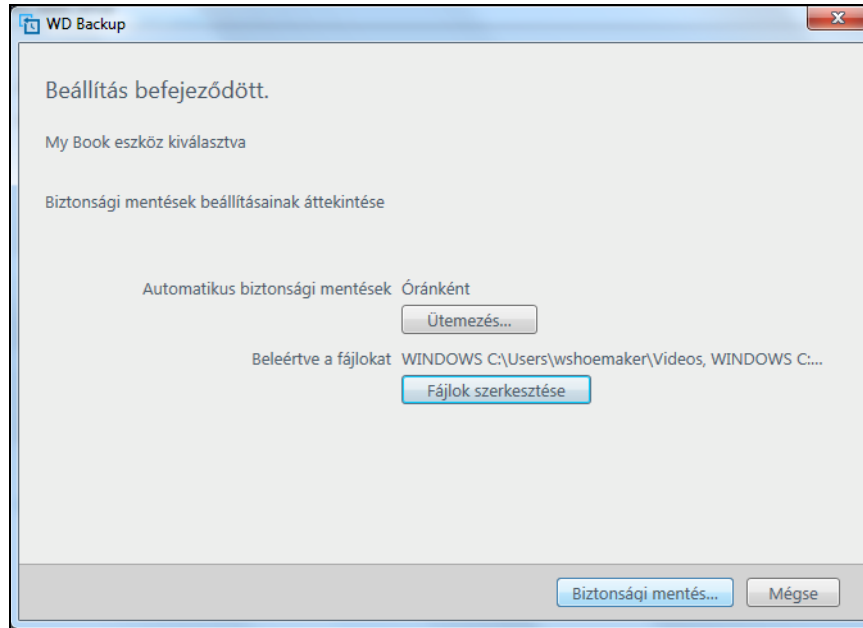 WD Backup
Beállítás befejeződött.
My Book eszköz kiválasztva
Biztonsági mentések beállításainak áttekintése
Automatikus biztonsági mentések Óránként
Ütemezés...
Beleértve a fájlokat WINDOWS C:\Users\wshoemaker\Videos, WINDOWS C:...
Fájlok szerkesztése
Biztonsági mentés... Mégse